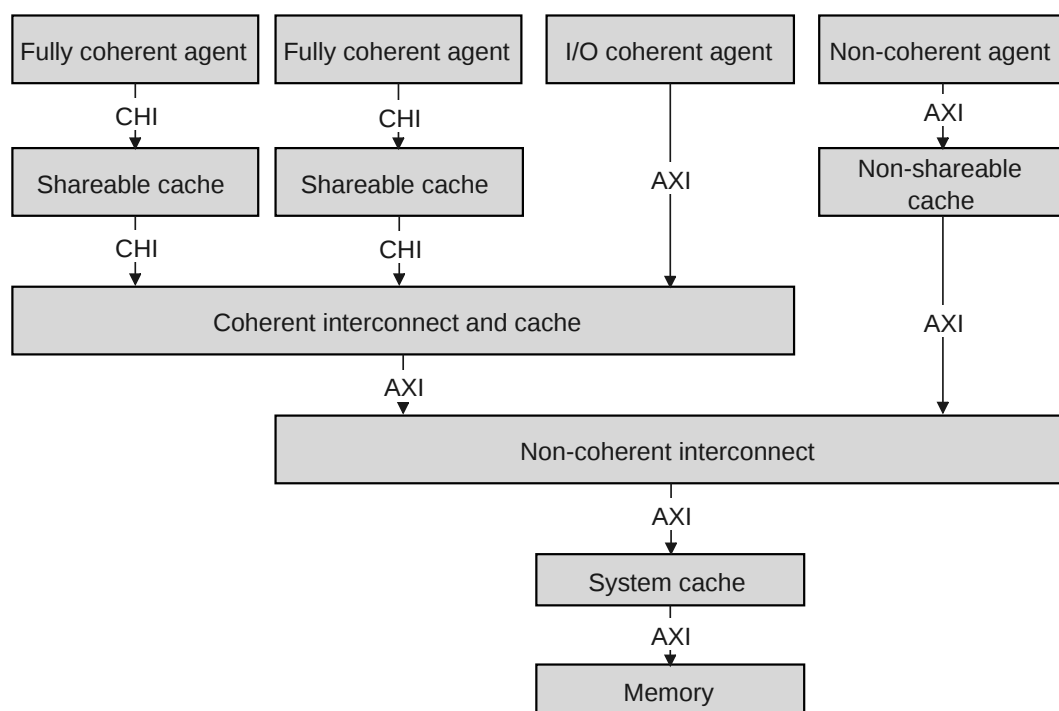 Fully coherent agent
Fully coherent agent
I/O coherent agent
Non-coherent agent
CHI
CHI
AXI
Shareable cache
Shareable cache
AXI
Non-shareable
cache
CHI
CHI
Coherent interconnect and cache
AXI
AXI
Non-coherent interconnect
AXI
System cache
AXI
Memory